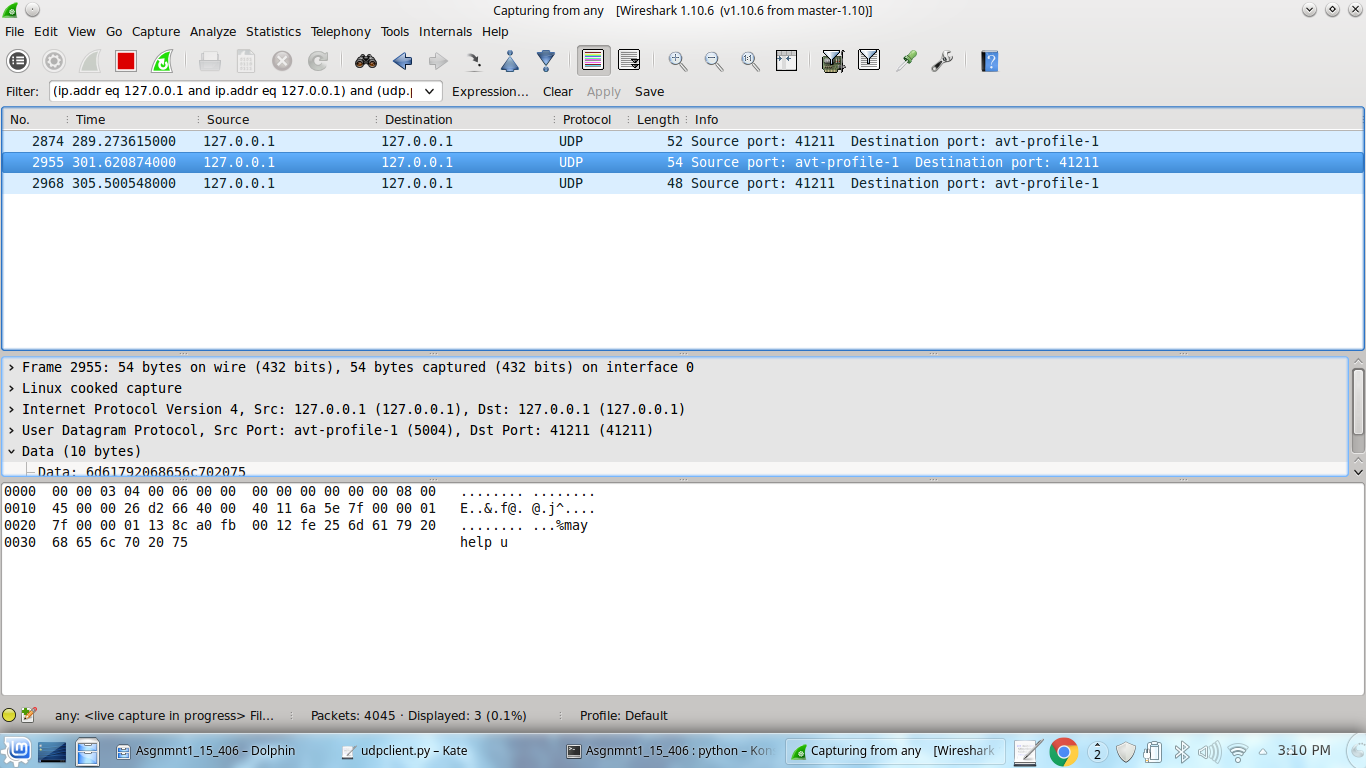 Capturing from any [Wireshark 1.10.6 (v1.10.6 from master-1.10)]
File Edit View Go Capture Analyze Statistics Telephony Tools Internals Help
Filter: (ip.addr eq 127.0.0.1 and ip.addr eq 127.0.0.1) and (udp.p Expression... Clear Apply Save
No. Time Source Destination Protocol Length Info
2874 289.273615000 127.0.0.1 127.0.0.1 UDP 52 Source port: 41211 Destination port: avt-profile-1
2955 301.620874000 127.0.0.1 127.0.0.1 UDP 54 Source port: avt-profile-1 Destination port: 41211
2968 305.500548000 127.0.0.1 127.0.0.1 UDP 48 Source port: 41211 Destination port: avt-profile-1
Frame 2955: 54 bytes on wire (432 bits), 54 bytes captured (432 bits) on interface 0
Linux cooked capture
Internet Protocol Version 4, Src: 127.0.0.1 (127.0.0.1), Dst: 127.0.0.1 (127.0.0.1)
User Datagram Protocol, Src Port: avt-profile-1 (5004), Dst Port: 41211 (41211)
Data (10 bytes)
Data: 6d61792068656c702075
0000 00 00 03 04 00 06 00 00 00 00 00 00 00 00 08 00 ........ ........
0010 45 00 00 26 d2 66 40 00 40 11 6a 5e 7f 00 00 01 E..&.f@. @.j^....
0020 7f 00 00 01 13 8c a0 fb 00 12 fe 25 6d 61 79 20 ........ ...%may
0030 68 65 6c 70 20 75 help u
any: <live capture in progress> Fil... Packets: 4045 · Displayed: 3 (0.1%) Profile: Default
Asgnmnt1_15_406 – Dolphin udpclient.py – Kate Asgnmnt1_15_406 : python – Kon Capturing from any [Wireshark 2 3:10 PM